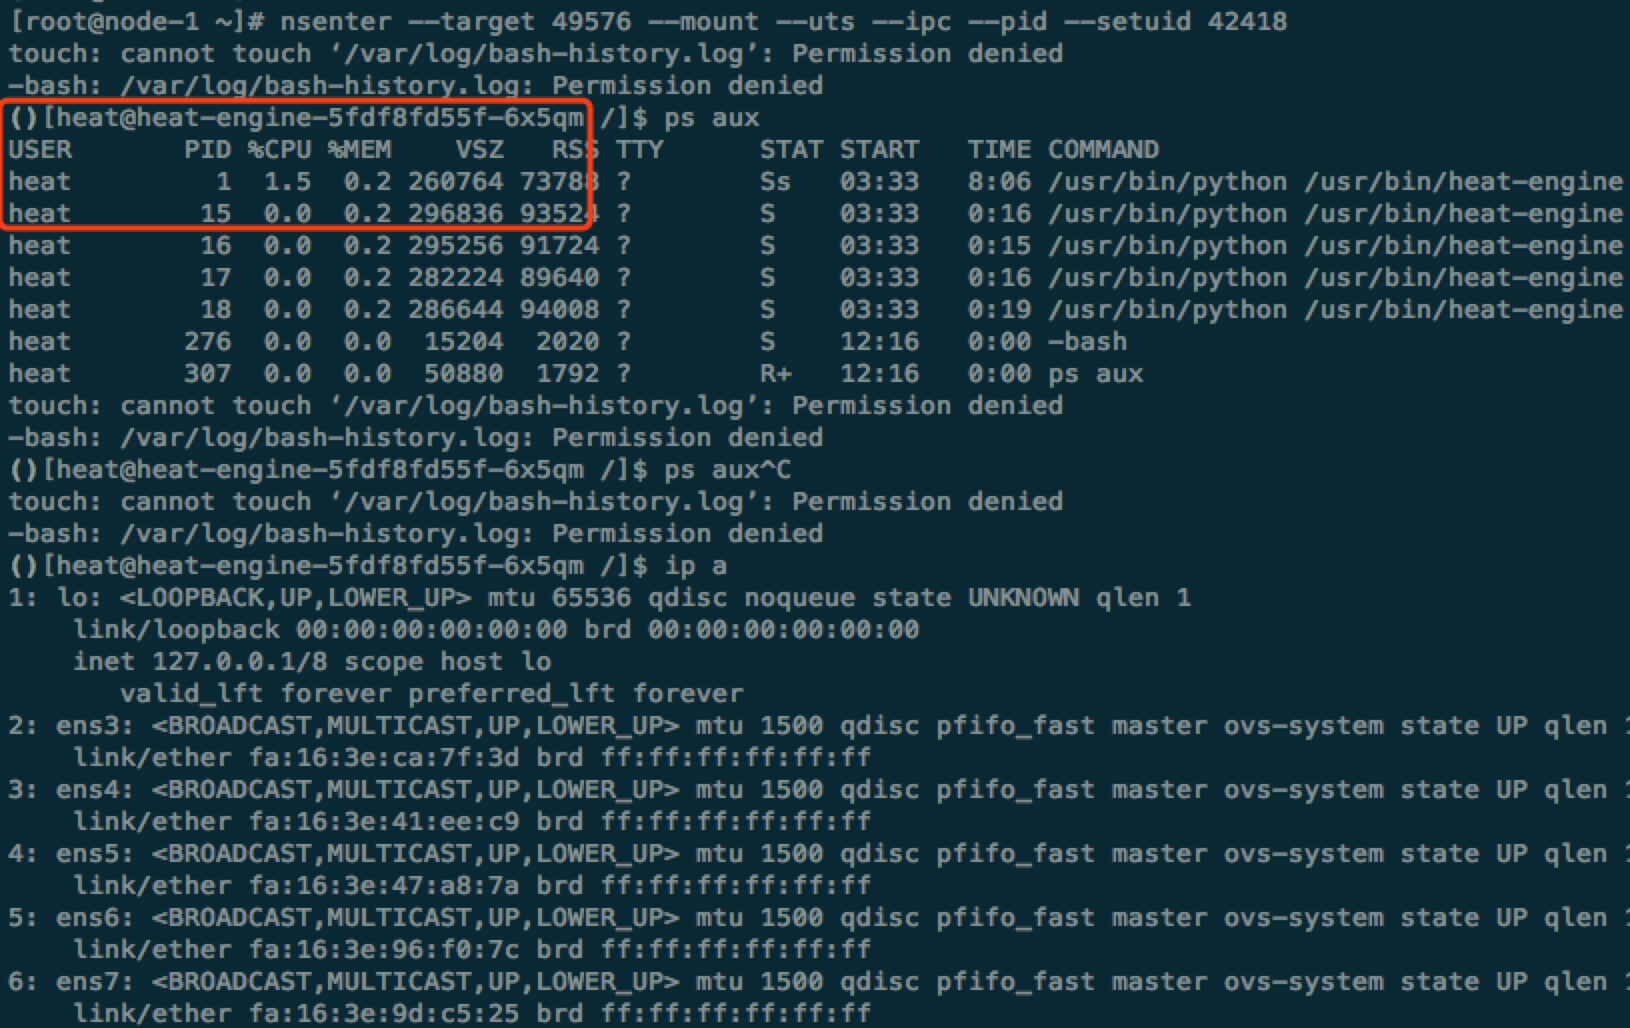 [root@node-1 ~]# nsenter --target 49576 --mount --uts --ipc --pid --setuid 42418
touch: cannot touch ‘/var/log/bash-history.log’: Permission denied
-bash: /var/log/bash-history.log: Permission denied
()[heat@heat-engine-5fdf8fd55f-6x5qm /]$ ps aux
USER       PID %CPU %MEM    VSZ   RSS TTY      STAT START   TIME COMMAND
heat         1  1.5  0.2 260764 73788 ?        Ss   03:33   8:06 /usr/bin/python /usr/bin/heat-engine
heat        15  0.0  0.2 296836 93524 ?        S    03:33   0:16 /usr/bin/python /usr/bin/heat-engine
heat        16  0.0  0.2 295256 91724 ?        S    03:33   0:15 /usr/bin/python /usr/bin/heat-engine
heat        17  0.0  0.2 282224 89640 ?        S    03:33   0:16 /usr/bin/python /usr/bin/heat-engine
heat        18  0.0  0.2 286644 94008 ?        S    03:33   0:19 /usr/bin/python /usr/bin/heat-engine
heat       276  0.0  0.0  15204  2020 ?        S    12:16   0:00 -bash
heat       307  0.0  0.0  50880  1792 ?        R+   12:16   0:00 ps aux
touch: cannot touch ‘/var/log/bash-history.log’: Permission denied
-bash: /var/log/bash-history.log: Permission denied
()[heat@heat-engine-5fdf8fd55f-6x5qm /]$ ps aux^C
touch: cannot touch ‘/var/log/bash-history.log’: Permission denied
-bash: /var/log/bash-history.log: Permission denied
()[heat@heat-engine-5fdf8fd55f-6x5qm /]$ ip a
1: lo: <LOOPBACK,UP,LOWER_UP> mtu 65536 qdisc noqueue state UNKNOWN qlen 1
    link/loopback 00:00:00:00:00:00 brd 00:00:00:00:00:00
    inet 127.0.0.1/8 scope host lo
       valid_lft forever preferred_lft forever
2: ens3: <BROADCAST,MULTICAST,UP,LOWER_UP> mtu 1500 qdisc pfifo_fast master ovs-system state UP qlen
    link/ether fa:16:3e:ca:7f:3d brd ff:ff:ff:ff:ff:ff
3: ens4: <BROADCAST,MULTICAST,UP,LOWER_UP> mtu 1500 qdisc pfifo_fast master ovs-system state UP qlen
    link/ether fa:16:3e:41:ee:c9 brd ff:ff:ff:ff:ff:ff
4: ens5: <BROADCAST,MULTICAST,UP,LOWER_UP> mtu 1500 qdisc pfifo_fast master ovs-system state UP qlen
    link/ether fa:16:3e:47:a8:7a brd ff:ff:ff:ff:ff:ff
5: ens6: <BROADCAST,MULTICAST,UP,LOWER_UP> mtu 1500 qdisc pfifo_fast master ovs-system state UP qlen
    link/ether fa:16:3e:96:f0:7c brd ff:ff:ff:ff:ff:ff
6: ens7: <BROADCAST,MULTICAST,UP,LOWER_UP> mtu 1500 qdisc pfifo_fast master ovs-system state UP qlen
    link/ether fa:16:3e:9d:c5:25 brd ff:ff:ff:ff:ff:ff